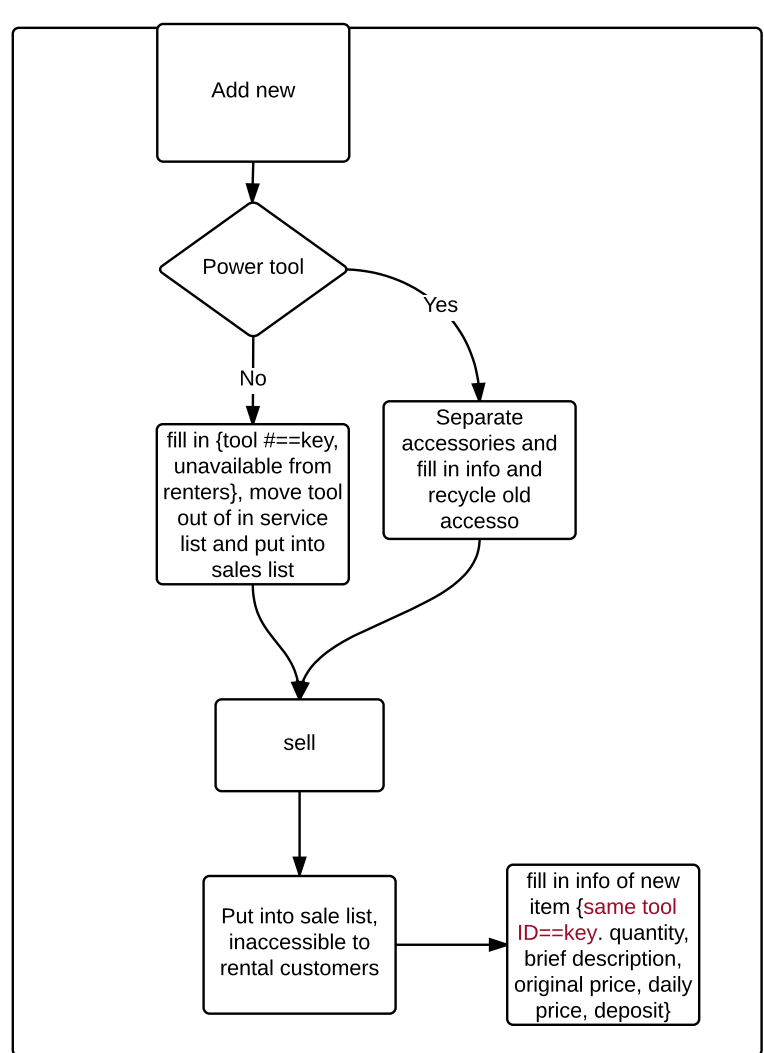 Add new
Power tool
Yes
No
fill in {tool #==key,
unavailable from
renters}, move tool
out of in service
list and put into
sales list
Separate
accessories and
fill in info and
recycle old
accesso
sell
Put into sale list,
inaccessible to
rental customers
fill in info of new
item {same tool
ID==key. quantity,
brief description,
original price, daily
price, deposit}